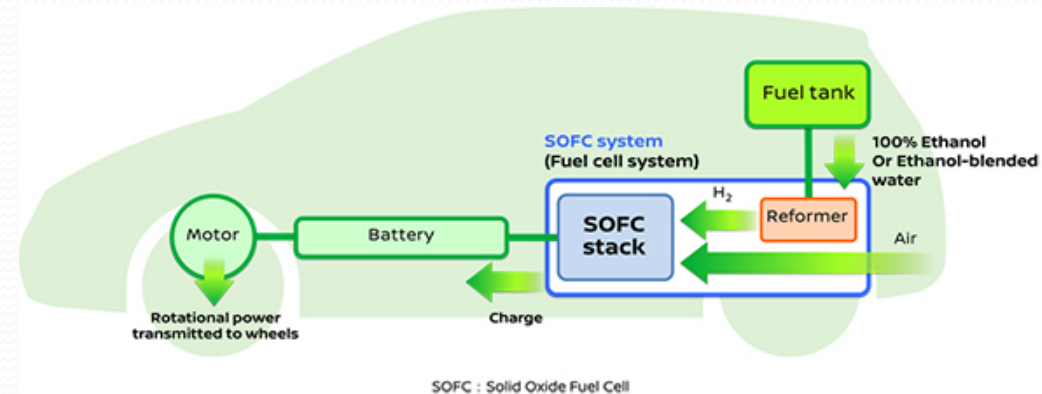 Fuel tank
SOFC system
(Fuel cell system)
100% Ethanol
Or Ethanol-blended
water
H₂
Reformer
SOFC
stack
Air
Motor
Battery
Charge
Rotational power
transmitted to wheels
SOFC : Solid Oxide Fuel Cell